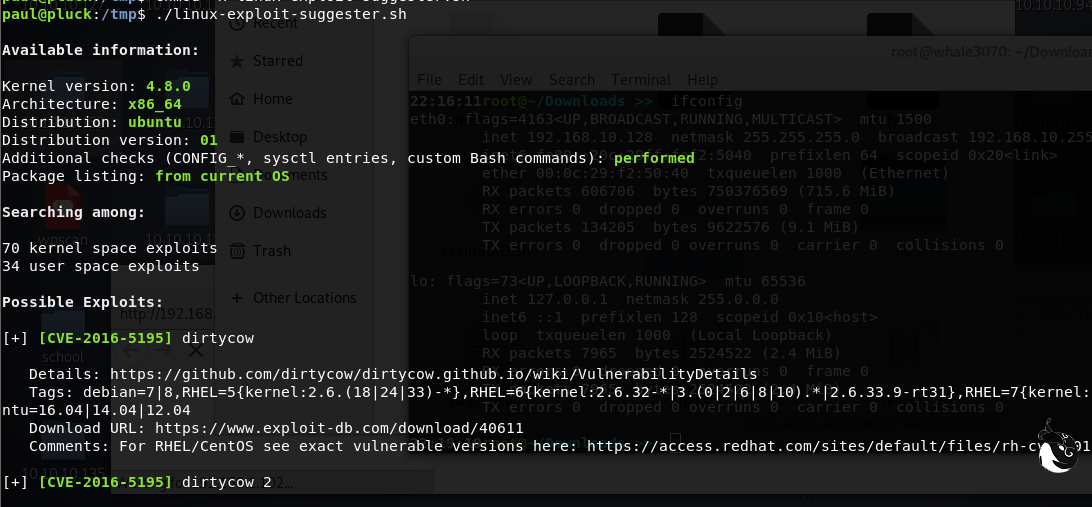 paul@pluck:/tmp$ ./linux-exploit-suggester.sh
Available information:
Kernel version: 4.8.0
Architecture: x86_64
Distribution: ubuntu
Distribution version: 01
Additional checks (CONFIG_*, sysctl entries, custom Bash commands): performed
Package listing: from current OS
Searching among:
70 kernel space exploits
34 user space exploits
Possible Exploits:
[+] [CVE-2016-5195] dirtycow
Details: https://github.com/dirtycow/dirtycow.github.io/wiki/VulnerabilityDetails
Tags: debian=7|8,RHEL=5{kernel:2.6.(18|24|33)-*},RHEL=6{kernel:2.6.32-*|3.(0|2|6|8|10).*|2.6.33.9-rt31},RHEL=7{kernel:
ntu=16.04|14.04|12.04
Download URL: https://www.exploit-db.com/download/40611
Comments: For RHEL/CentOS see exact vulnerable versions here: https://access.redhat.com/sites/default/files/rh-
[+] [CVE-2016-5195] dirtycow 2
Recent
Starred
Home
Desktop
Downloads
Trash
Other Locations
wpscan
school
http://192.168.
10.10.10.135
root@whale3070: ~/Downloa
File Edit View Search Terminal Help
22:16:11root@~/Downloads >> ifconfig
eth0: flags=4163<UP,BROADCAST,RUNNING,MULTICAST> mtu 1500
inet 192.168.10.128 netmask 255.255.255.0 broadcast 192.168.10.255
prefixlen 64 scopeid 0x20<link>
ether 00:0c:29:f2:50:40 txqueuelen 1000 (Ethernet)
RX packets 606706 bytes 750376569 (715.6 MiB)
RX errors 0 dropped 0 overruns 0 frame 0
TX packets 134205 bytes 9622576 (9.1 MiB)
TX errors 0 dropped 0 overruns 0 carrier 0 collisions 0
lo: flags=73<UP,LOOPBACK,RUNNING> mtu 65536
inet 127.0.0.1 netmask 255.0.0.0
inet6 ::1 prefixlen 128 scopeid 0x10<host>
loop txqueuelen 1000 (Local Loopback)
RX packets 7965 bytes 2524522 (2.4 MiB)
RX errors 0 dropped 0 overruns 0 frame 0
TX errors 0 dropped 0 overruns 0 carrier 0 collisions 0